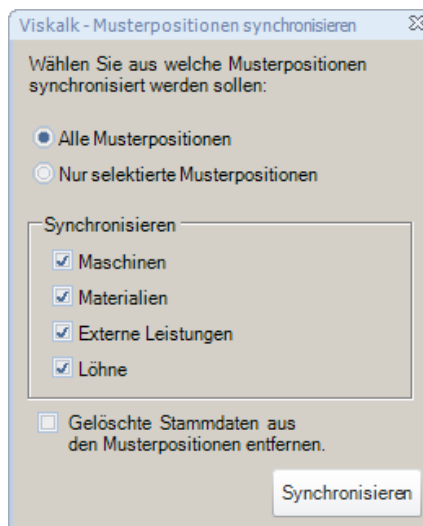 Viskalk - Musterpositionen synchronisieren
Wählen Sie aus welche Musterpositionen
synchronisiert werden sollen:
Alle Musterpositionen
Nur selektierte Musterpositionen
Synchronisieren
Maschinen
Materialien
Externe Leistungen
Löhne
Gelöschte Stammdaten aus
den Musterpositionen entfernen.
Synchronisieren